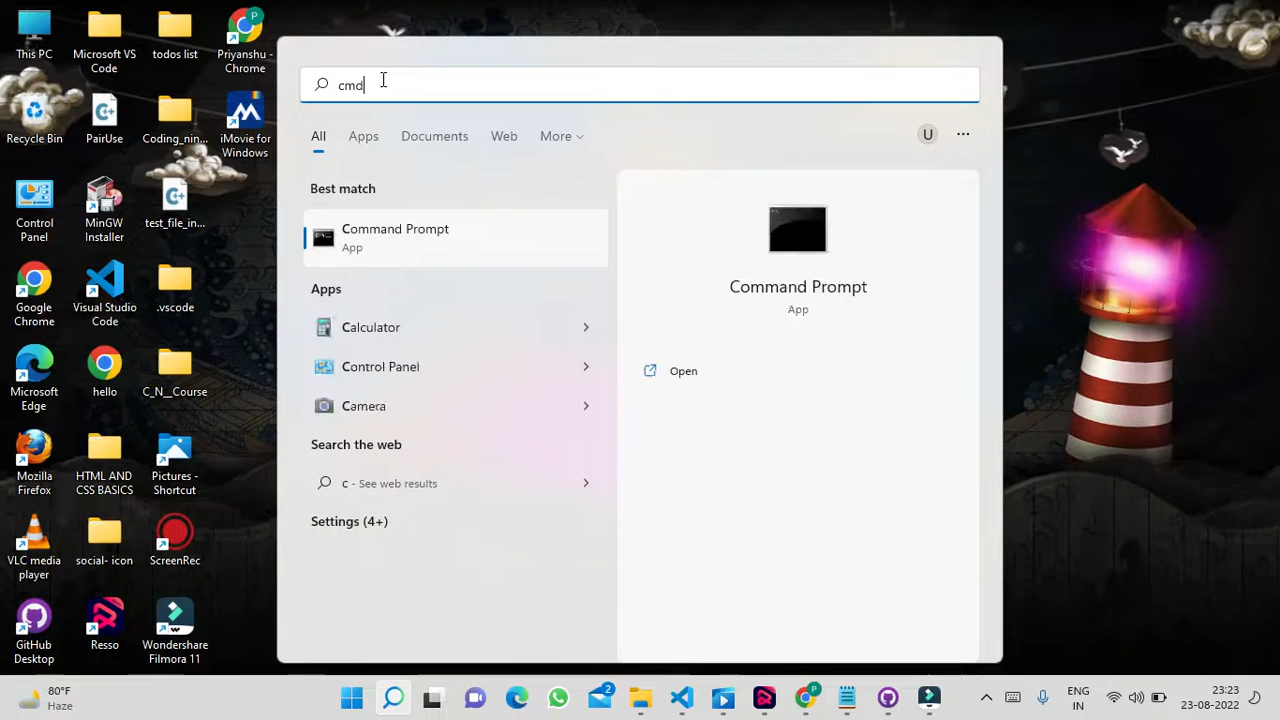 This PC
Microsoft VS
Code
todos list
Priyanshu -
Chrome
Recycle Bin
PairUse
Coding_nin...
iMovie for
Windows
Control
Panel
MinGW
Installer
test_file_in...
Google
Chrome
Visual Studio
Code
.vscode
Microsoft
Edge
hello
C_N__Course
Mozilla
Firefox
HTML AND
CSS BASICS
Pictures -
Shortcut
VLC media
player
social- icon
ScreenRec
GitHub
Desktop
Resso
Wondershare
Filmora 11
cmd
All Apps Documents Web More
U
Best match
Command Prompt
App
Apps
Calculator
Control Panel
Camera
Search the web
c - See web results
Settings (4+)
Command Prompt
App
Open
80°F
Haze
2
P
P
ENG
IN
23:23
23-08-2022